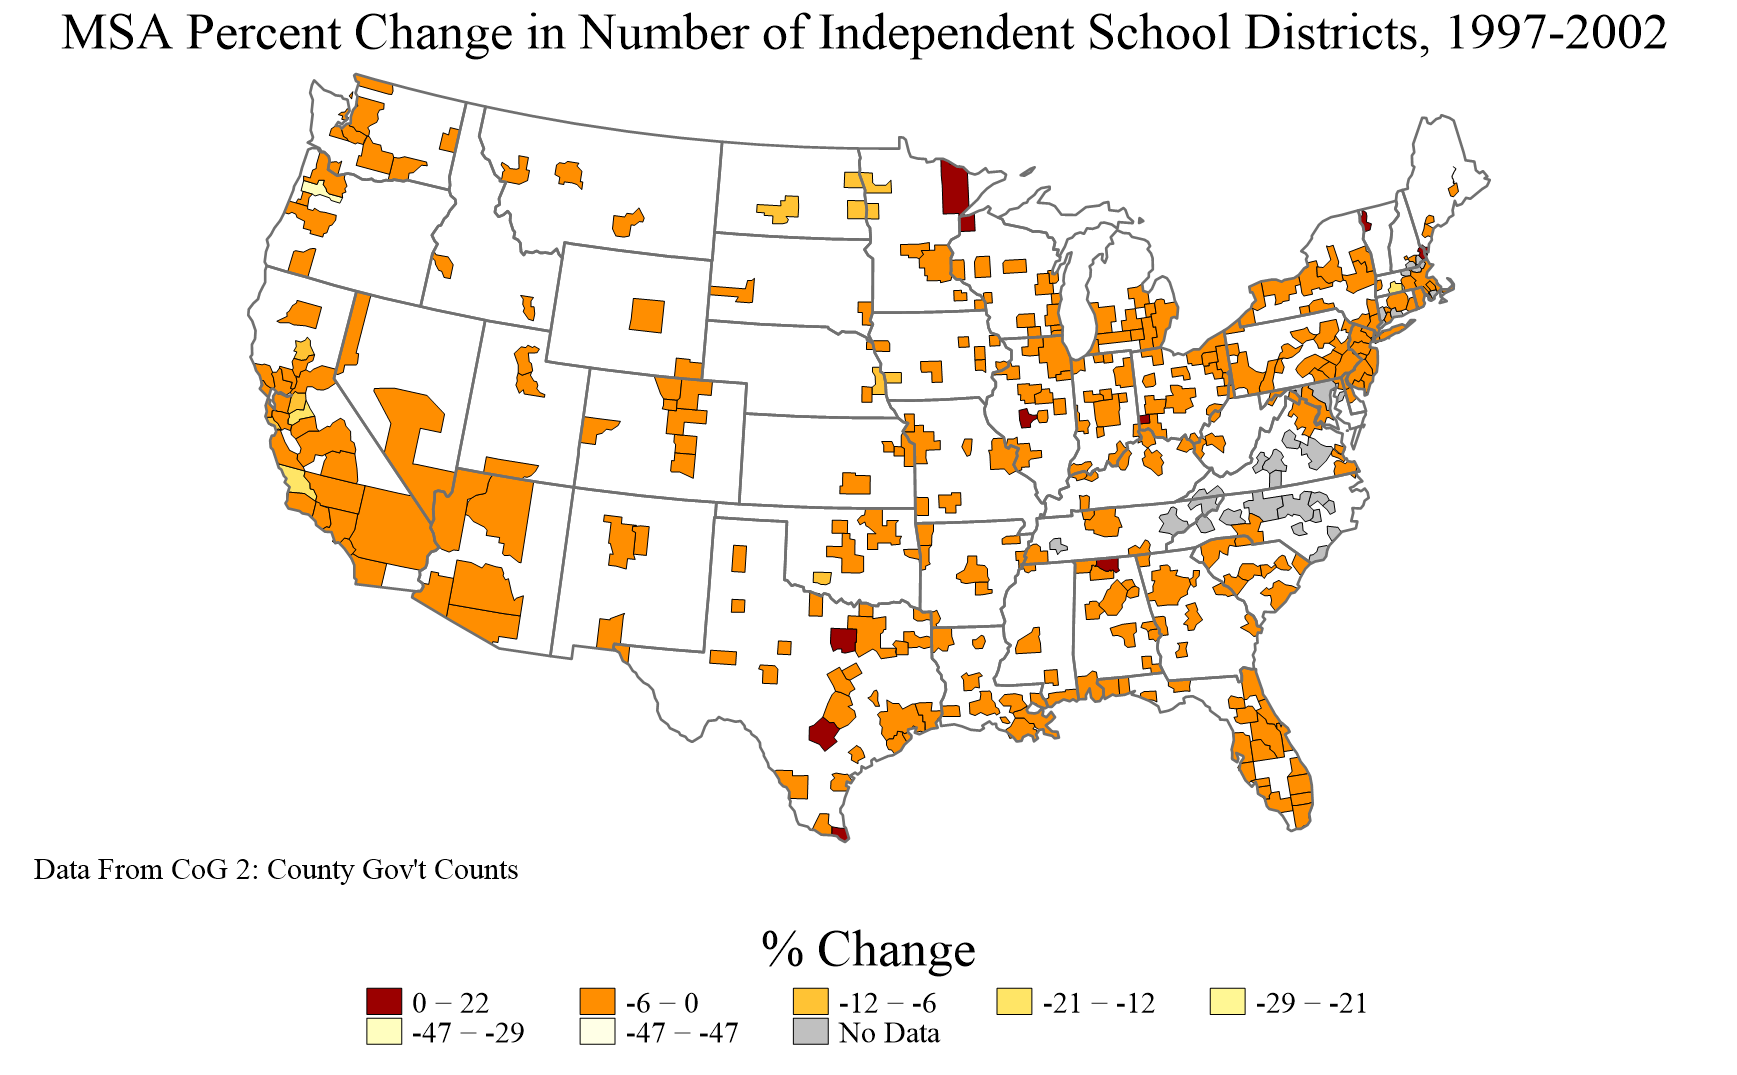 MSA Percent Change in Number of Independent School Districts, 1997-2002
Data From CoG 2: County Gov't Counts
% Change
0 – 22
-6 – 0
-12 – -6
-21 – -12
-29 – -21
-47 – -29
-47 – -47
No Data